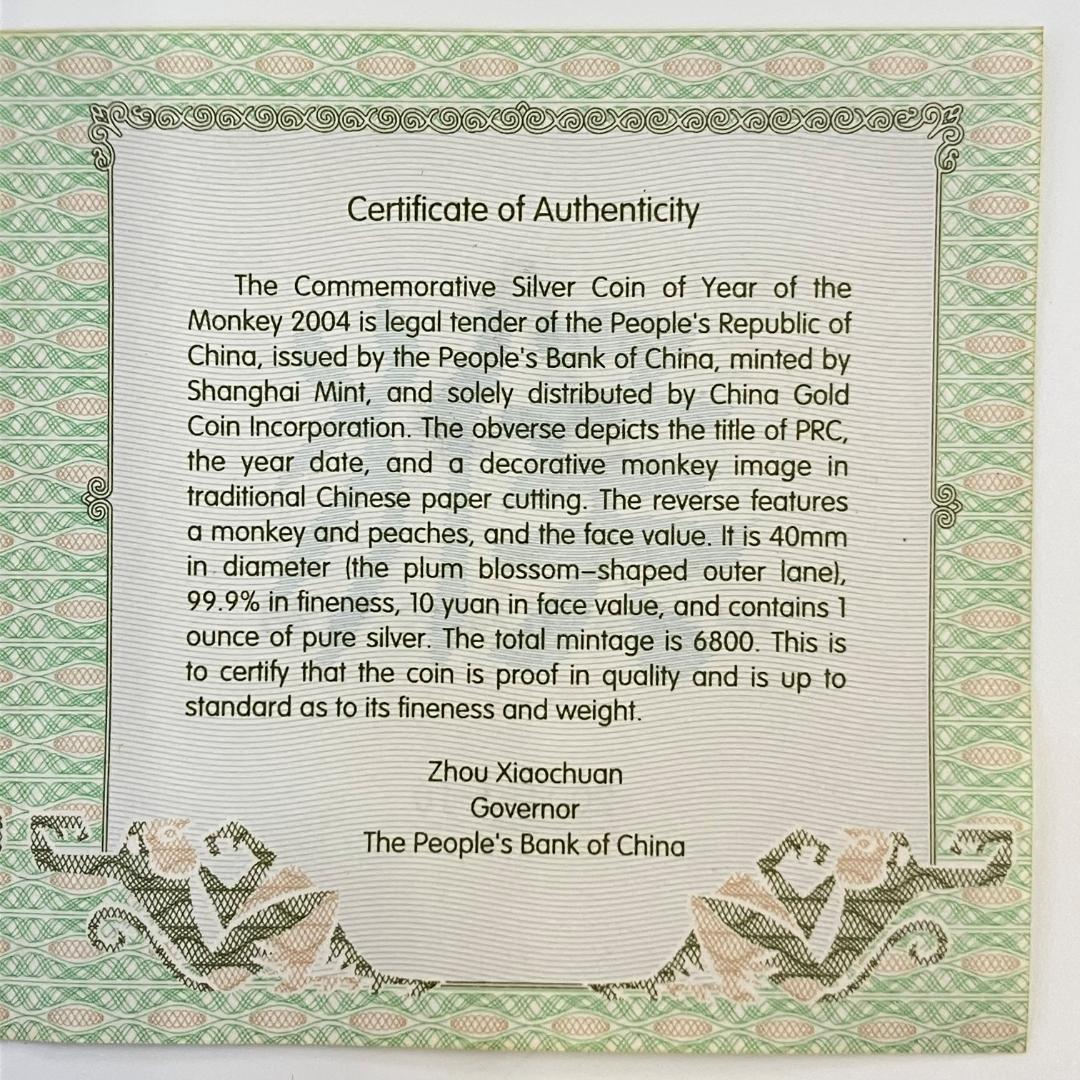 Certificate of Authenticity
The Commemorative Silver Coin of Year of the
Monkey 2004 is legal tender of the People's Republic of
China, issued by the People's Bank of China, minted by
Shanghai Mint, and solely distributed by China Gold
Coin Incorporation. The obverse depicts the title of PRC,
the year date, and a decorative monkey image in
traditional Chinese paper cutting. The reverse features
a monkey and peaches, and the face value. It is 40mm
in diameter (the plum blossom–shaped outer lane),
99.9% in fineness, 10 yuan in face value, and contains 1
ounce of pure silver. The total mintage is 6800. This is
to certify that the coin is proof in quality and is up to
standard as to its fineness and weight.
Zhou Xiaochuan
Governor
The People's Bank of China